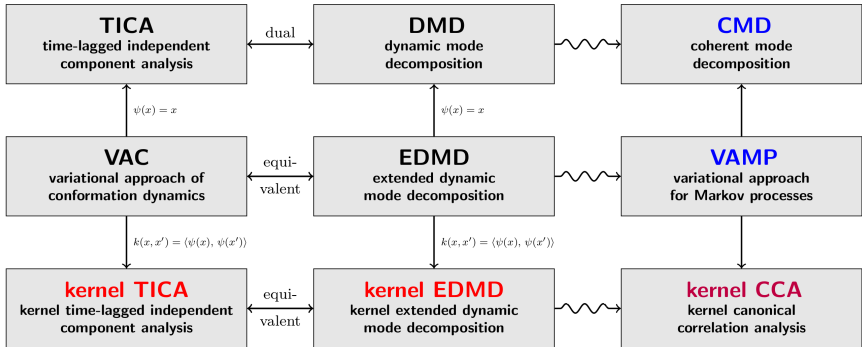 TICA
time-lagged independent
component analysis
dual
DMD
dynamic mode
decomposition
CMD
coherent mode
decomposition
ψ(x) = x
ψ(x) = x
VAC
variational approach of
conformation dynamics
equi-
valent
EDMD
extended dynamic
mode decomposition
VAMP
variational approach
for Markov processes
k(x, x′) = ⟨ψ(x), ψ(x′)⟩
k(x, x′) = ⟨ψ(x), ψ(x′)⟩
kernel TICA
kernel time-lagged independent
component analysis
equi-
valent
kernel EDMD
kernel extended dynamic
mode decomposition
kernel CCA
kernel canonical
correlation analysis